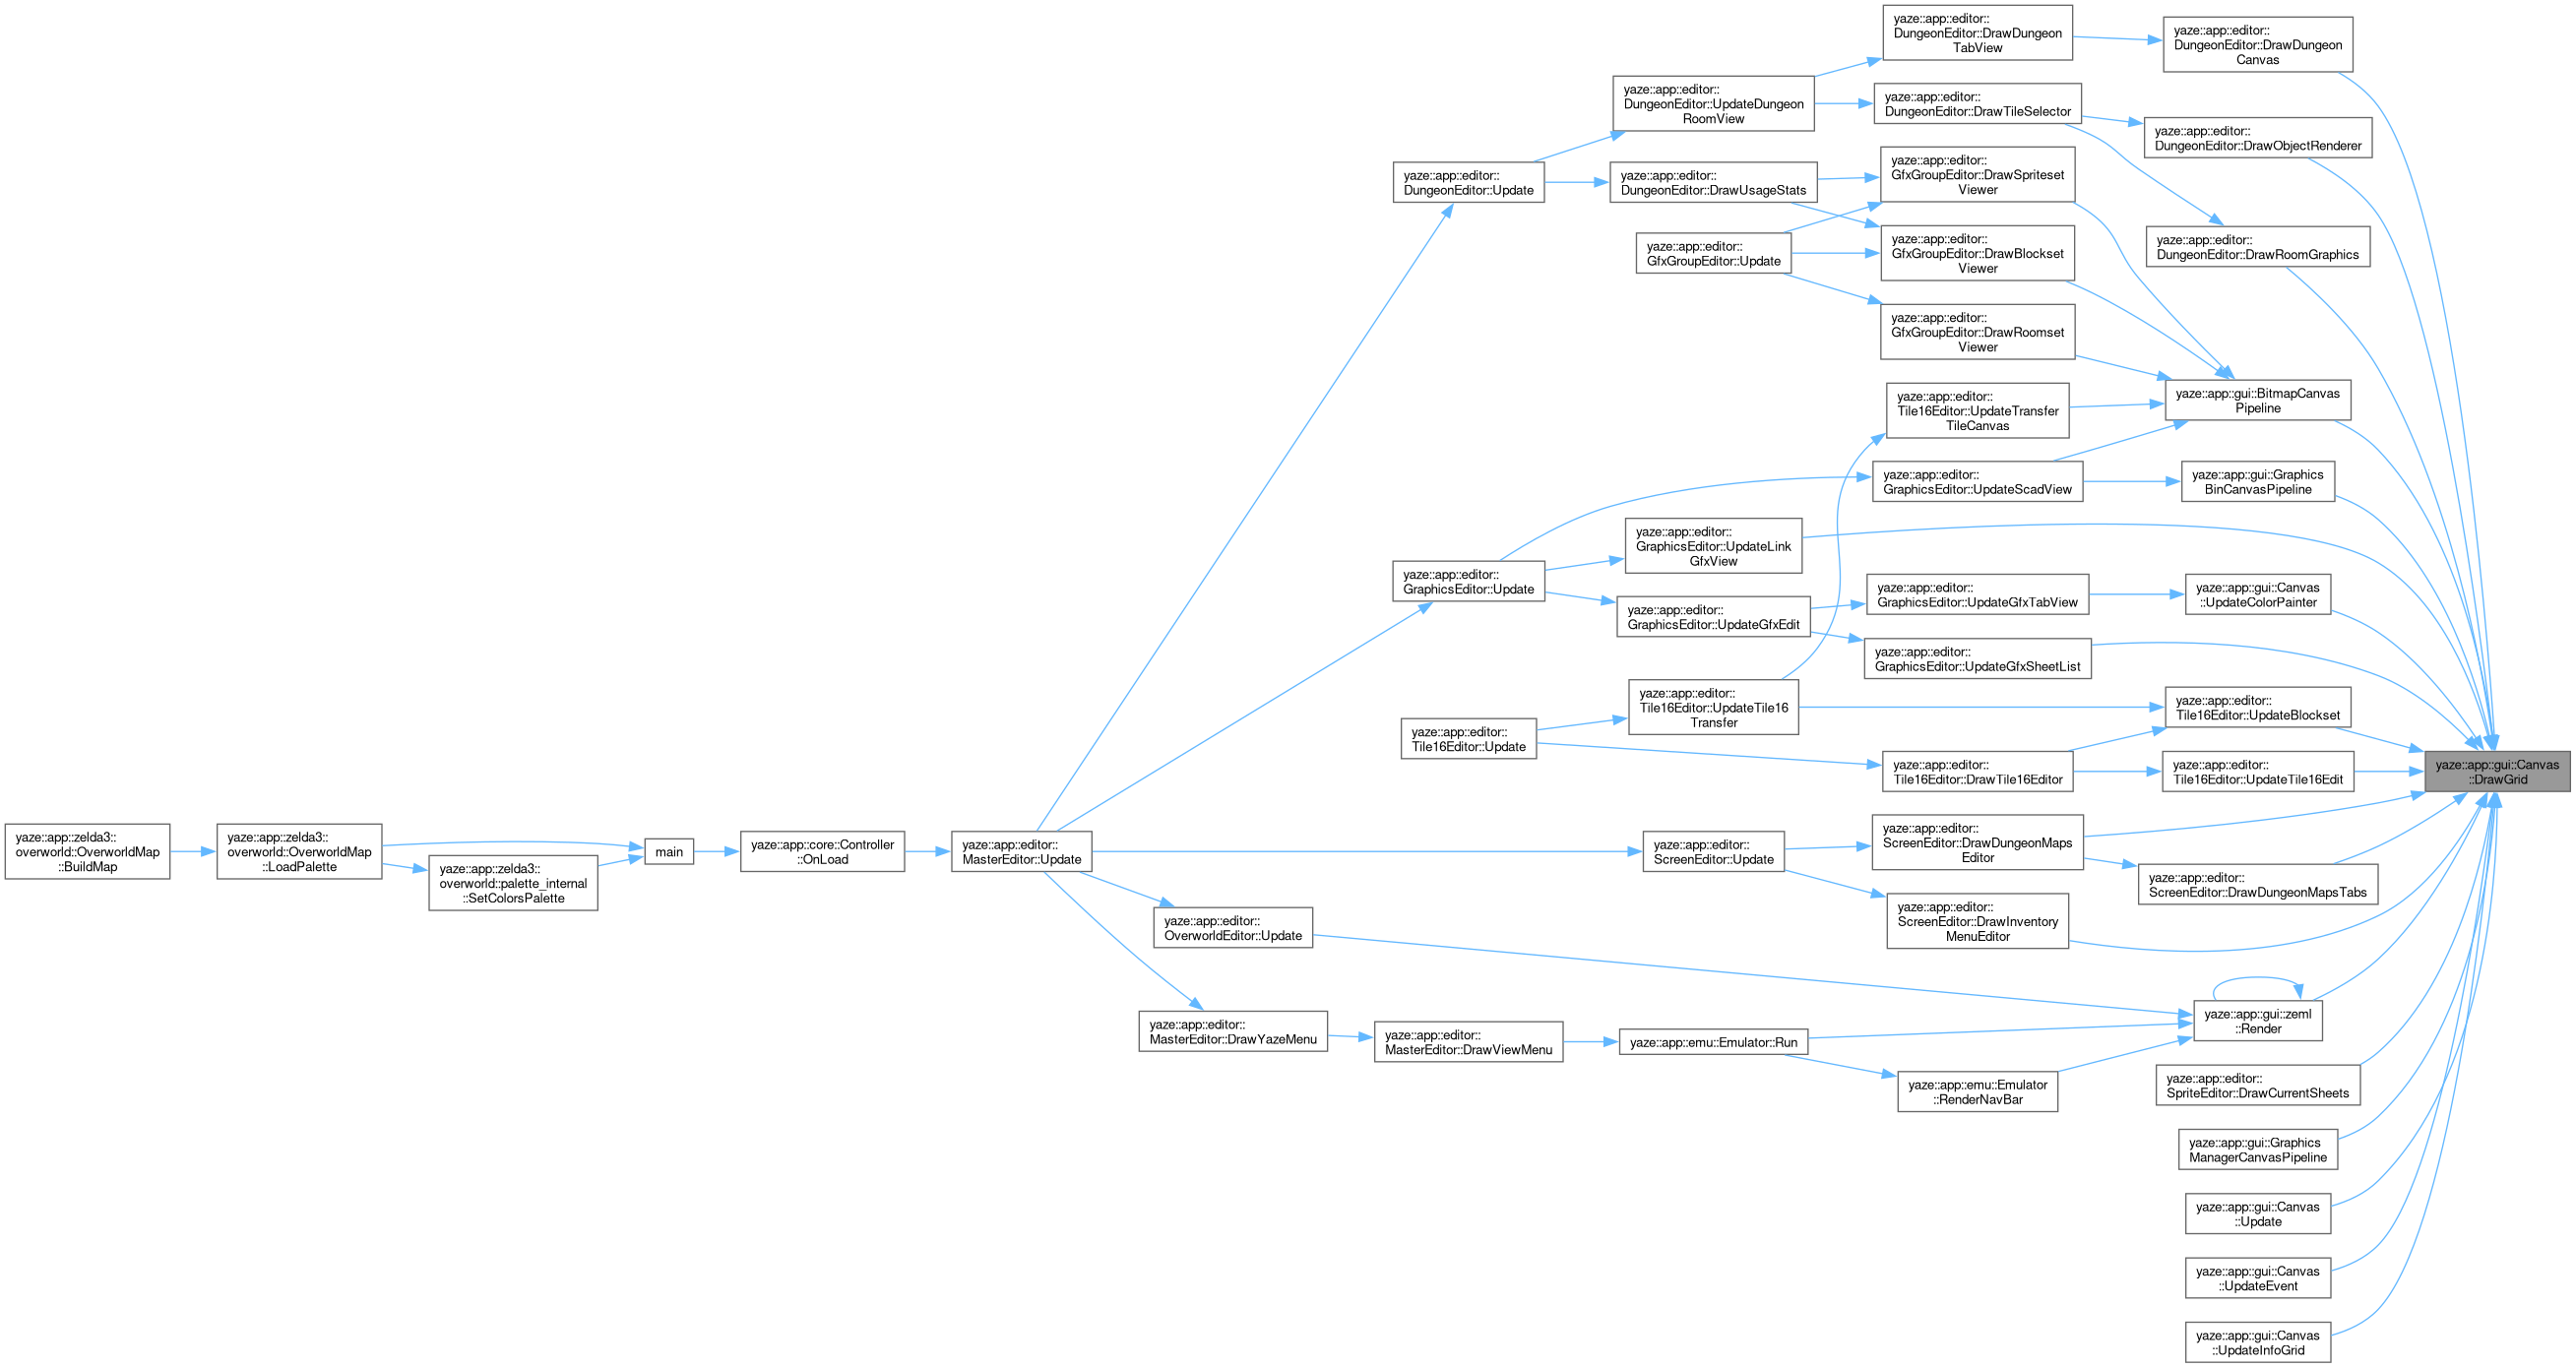 yaze::app::editor::
DungeonEditor::DrawDungeon
TabView
yaze::app::editor::
DungeonEditor::DrawDungeon
Canvas
yaze::app::editor::
DungeonEditor::UpdateDungeon
RoomView
yaze::app::editor::
DungeonEditor::DrawTileSelector
yaze::app::editor::
DungeonEditor::DrawObjectRenderer
yaze::app::editor::
DungeonEditor::Update
yaze::app::editor::
DungeonEditor::DrawUsageStats
yaze::app::editor::
GfxGroupEditor::DrawSpriteset
Viewer
yaze::app::editor::
GfxGroupEditor::Update
yaze::app::editor::
GfxGroupEditor::DrawBlockset
Viewer
yaze::app::editor::
DungeonEditor::DrawRoomGraphics
yaze::app::editor::
GfxGroupEditor::DrawRoomset
Viewer
yaze::app::editor::
Tile16Editor::UpdateTransfer
TileCanvas
yaze::app::gui::BitmapCanvas
Pipeline
yaze::app::editor::
GraphicsEditor::UpdateScadView
yaze::app::gui::Graphics
BinCanvasPipeline
yaze::app::editor::
GraphicsEditor::UpdateLink
GfxView
yaze::app::editor::
GraphicsEditor::Update
yaze::app::editor::
GraphicsEditor::UpdateGfxEdit
yaze::app::editor::
GraphicsEditor::UpdateGfxTabView
yaze::app::gui::Canvas
::UpdateColorPainter
yaze::app::editor::
GraphicsEditor::UpdateGfxSheetList
yaze::app::editor::
Tile16Editor::UpdateTile16
Transfer
yaze::app::editor::
Tile16Editor::UpdateBlockset
yaze::app::editor::
Tile16Editor::Update
yaze::app::editor::
Tile16Editor::DrawTile16Editor
yaze::app::editor::
Tile16Editor::UpdateTile16Edit
yaze::app::gui::Canvas
::DrawGrid
yaze::app::zelda3::
overworld::OverworldMap
::BuildMap
yaze::app::zelda3::
overworld::OverworldMap
::LoadPalette
yaze::app::zelda3::
overworld::palette_internal
::SetColorsPalette
main
yaze::app::core::Controller
::OnLoad
yaze::app::editor::
MasterEditor::Update
yaze::app::editor::
ScreenEditor::Update
yaze::app::editor::
ScreenEditor::DrawDungeonMaps
Editor
yaze::app::editor::
ScreenEditor::DrawDungeonMapsTabs
yaze::app::editor::
OverworldEditor::Update
yaze::app::editor::
ScreenEditor::DrawInventory
MenuEditor
yaze::app::editor::
MasterEditor::DrawYazeMenu
yaze::app::editor::
MasterEditor::DrawViewMenu
yaze::app::emu::Emulator::Run
yaze::app::gui::zeml
::Render
yaze::app::emu::Emulator
::RenderNavBar
yaze::app::editor::
SpriteEditor::DrawCurrentSheets
yaze::app::gui::Graphics
ManagerCanvasPipeline
yaze::app::gui::Canvas
::Update
yaze::app::gui::Canvas
::UpdateEvent
yaze::app::gui::Canvas
::UpdateInfoGrid